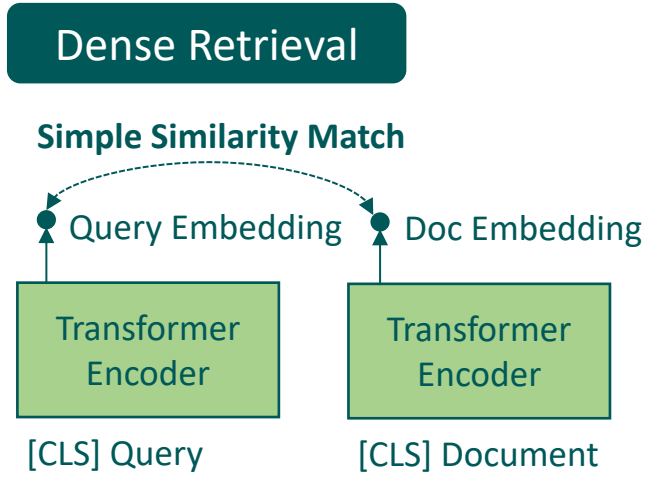 Dense Retrieval
Simple Similarity Match
Query Embedding
Doc Embedding
Transformer
Encoder
Transformer
Encoder
[CLS] Query
[CLS] Document